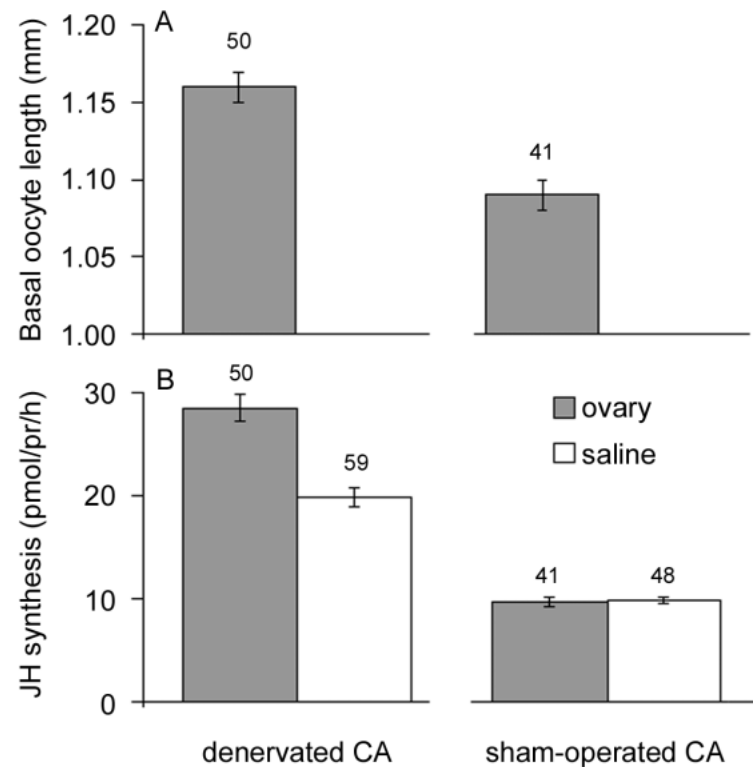 A
Basal oocyte length (mm)
1.20
1.15
1.10
1.05
1.00
50
41
B
JH synthesis (pmol/pr/h)
30
20
10
0
50
59
41
48
ovary
saline
denervated CA
sham-operated CA